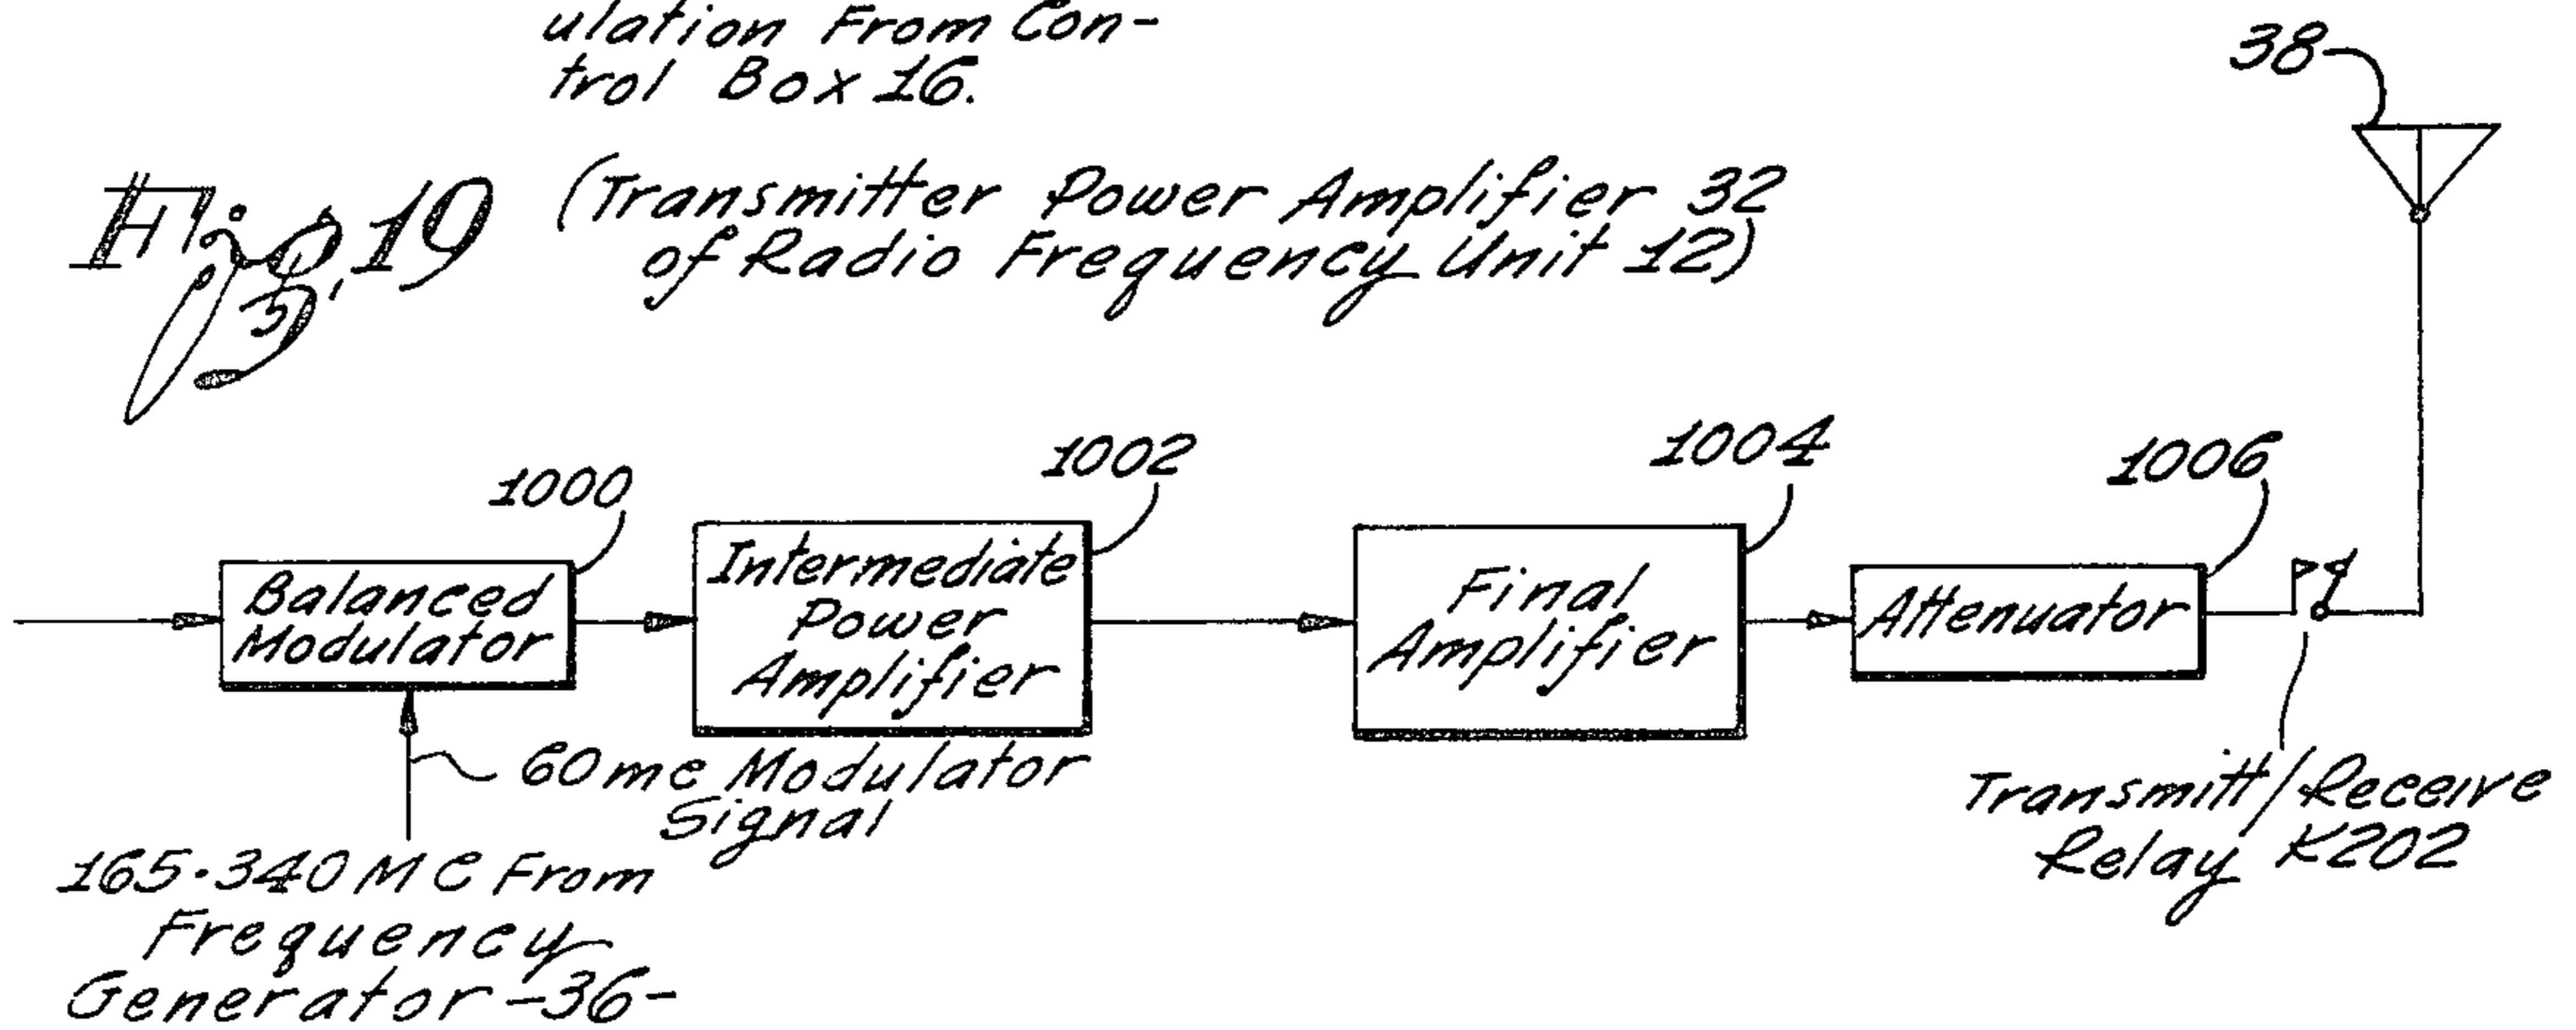 ulation From Con-
trol Box 16.
Fig. 19
(Transmitter Power Amplifier 32
of Radio Frequency Unit 12)
38
1000
1002
1004
1006
Balanced
Modulator
Intermediate
Power
Amplifier
Final
Amplifier
Attenuator
60mc Modulator
Signal
165-340 MC From
Frequency
Generator -36-
Transmitt/Receive
Relay K202